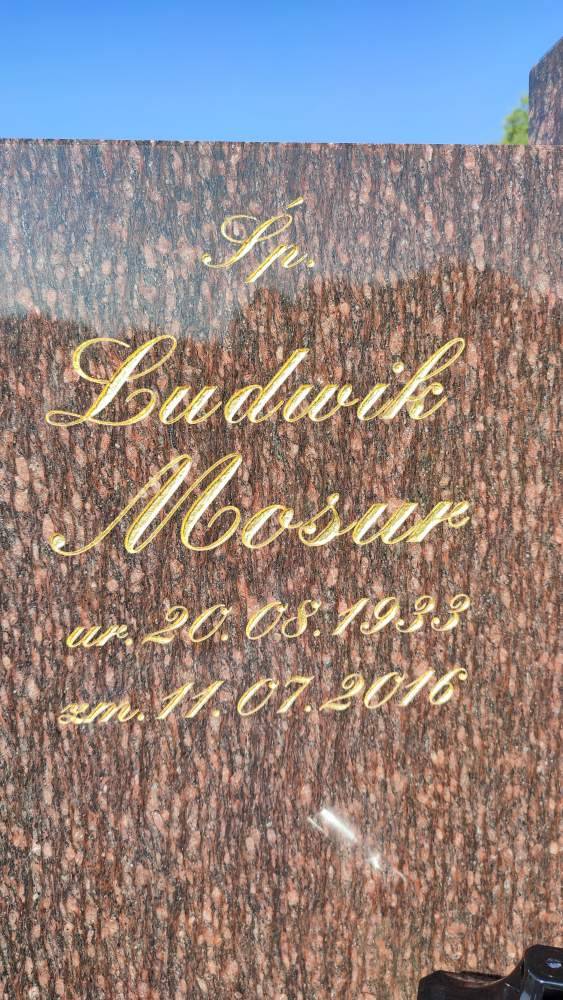 Śp.
Ludwik
Mosur
ur. 20. 08. 1933
zm. 11. 07. 2016